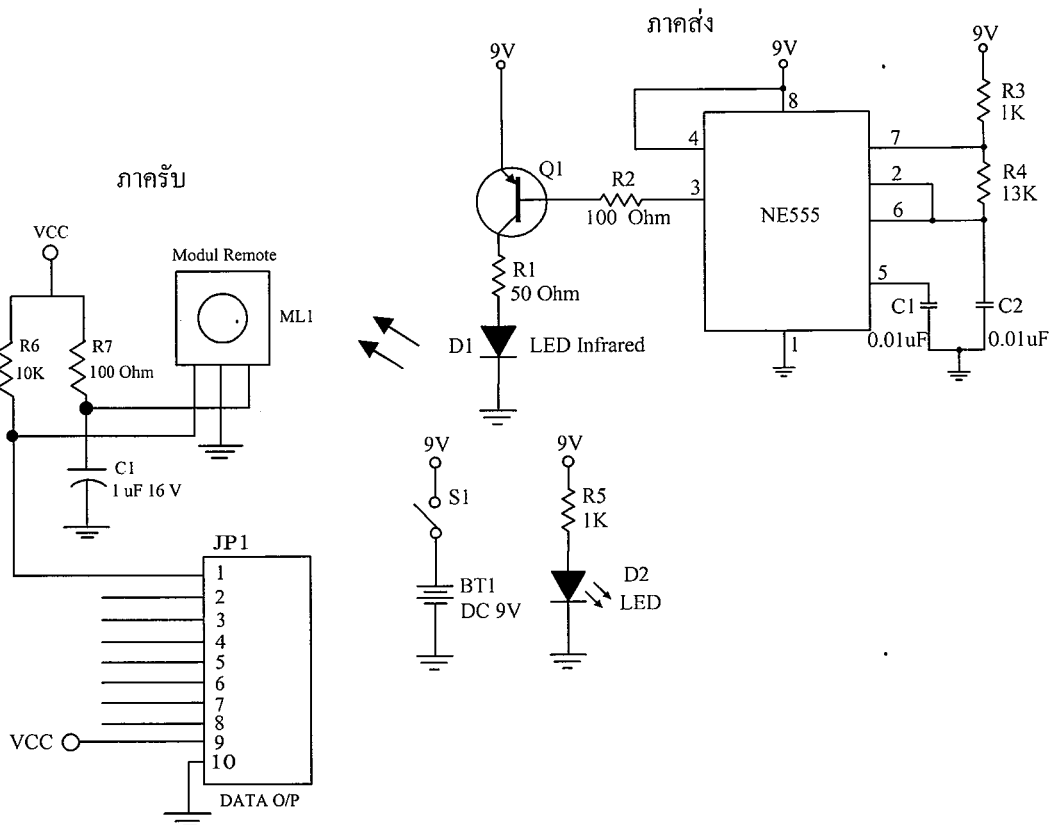 ภาคส่ง
9V
9V
9V
8
R3
1K
4
7
Q1
R2
100 Ohm
3
NE555
2
R4
13K
6
R1
50 Ohm
5
C1
0.01uF
C2
0.01uF
D1
LED Infrared
1
ภาครับ
VCC
Modul Remote
ML1
R6
10K
R7
100 Ohm
C1
1 uF 16 V
9V
S1
BT1
DC 9V
9V
R5
1K
D2
LED
JP1
1
2
3
4
5
6
7
8
VCC
9
10
DATA O/P